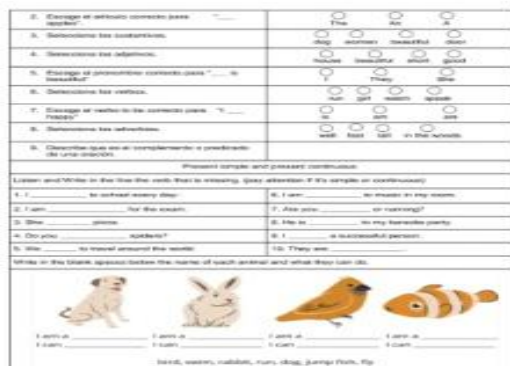 2. Escoge el artículo correcto para "___ apples".
The An A
3. Selecciona los sustantivos.
dog women beautiful door
4. Selecciona los adjetivos.
house beautiful short good
5. Escoge el pronombre correcto para "___ is beautiful"
I They She
6. Selecciona los verbos.
run girl swim speak
7. Escoge el verbo to be correcto para "I ___ happy"
is am are
8. Selecciona los adverbios.
well fast in the woods
9. Describe que es el complemento o predicado de una oración.
Present simple and present continuous
Listen and Write in the line the verb that is missing, (pay attention if it's simple or continuous)
1. I ________ to school every day.
6. I am ________ to music in my room.
2. I am ________ for the exam.
7. Are you ________ or running?
3. She ________ pizza.
8. He is ________ to my karaoke party.
4. Do you ________ spiders?
9. I ________ a successful person.
5. We ________ to travel around the world.
10. They are ________
Write in the blank spaces below the name of each animal and what they can do.
I am a ________ I am a ________ I am a ________ I am a ________
I can ________ I can ________ I can ________ I can ________
bird, swim, rabbit, run, dog, jump fish, fly